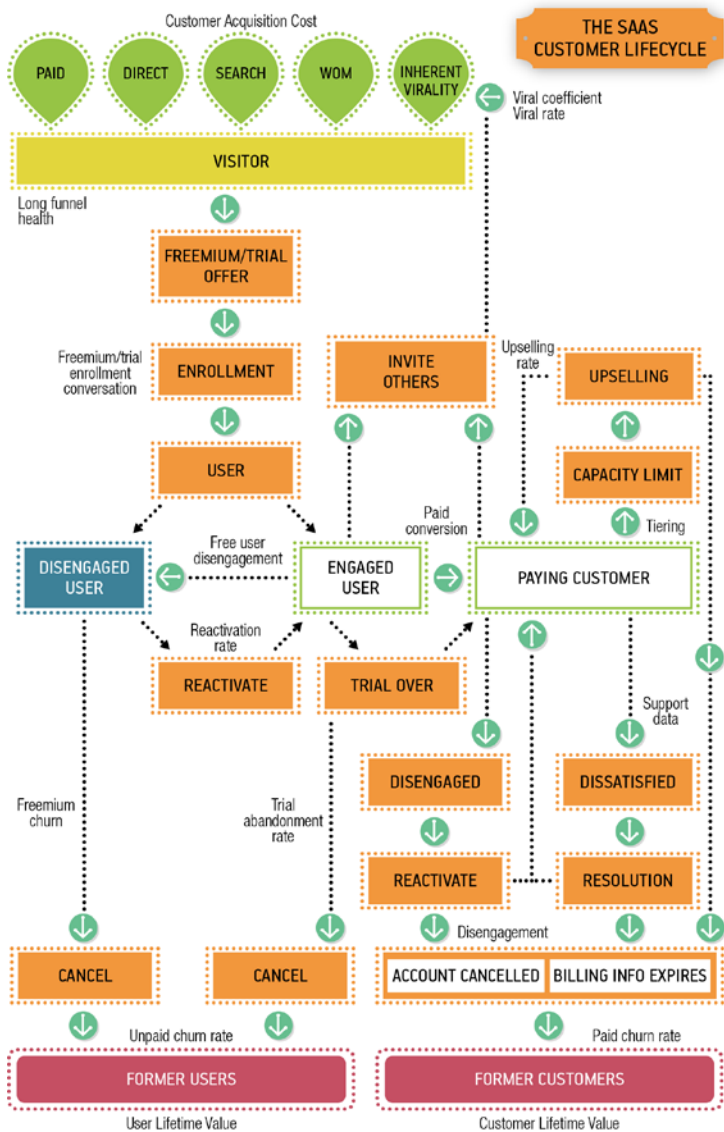 Customer Acquisition Cost
THE SAAS
CUSTOMER LIFECYCLE
PAID
DIRECT
SEARCH
WOM
INHERENT
VIRALITY
Viral coefficient
Viral rate
VISITOR
Long funnel
health
FREEMIUM/TRIAL
OFFER
Freemium/trial
enrollment
conversation
ENROLLMENT
INVITE
OTHERS
Upselling
rate
UPSELLING
USER
CAPACITY LIMIT
Paid
conversion
Tiering
DISENGAGED
USER
Free user
disengagement
ENGAGED
USER
PAYING CUSTOMER
Reactivation
rate
REACTIVATE
TRIAL OVER
Support
data
DISENGAGED
DISSATISFIED
Freemium
churn
Trial
abandonment
rate
REACTIVATE
RESOLUTION
Disengagement
CANCEL
CANCEL
ACCOUNT CANCELLED
BILLING INFO EXPIRES
Unpaid churn rate
Paid churn rate
FORMER USERS
FORMER CUSTOMERS
User Lifetime Value
Customer Lifetime Value